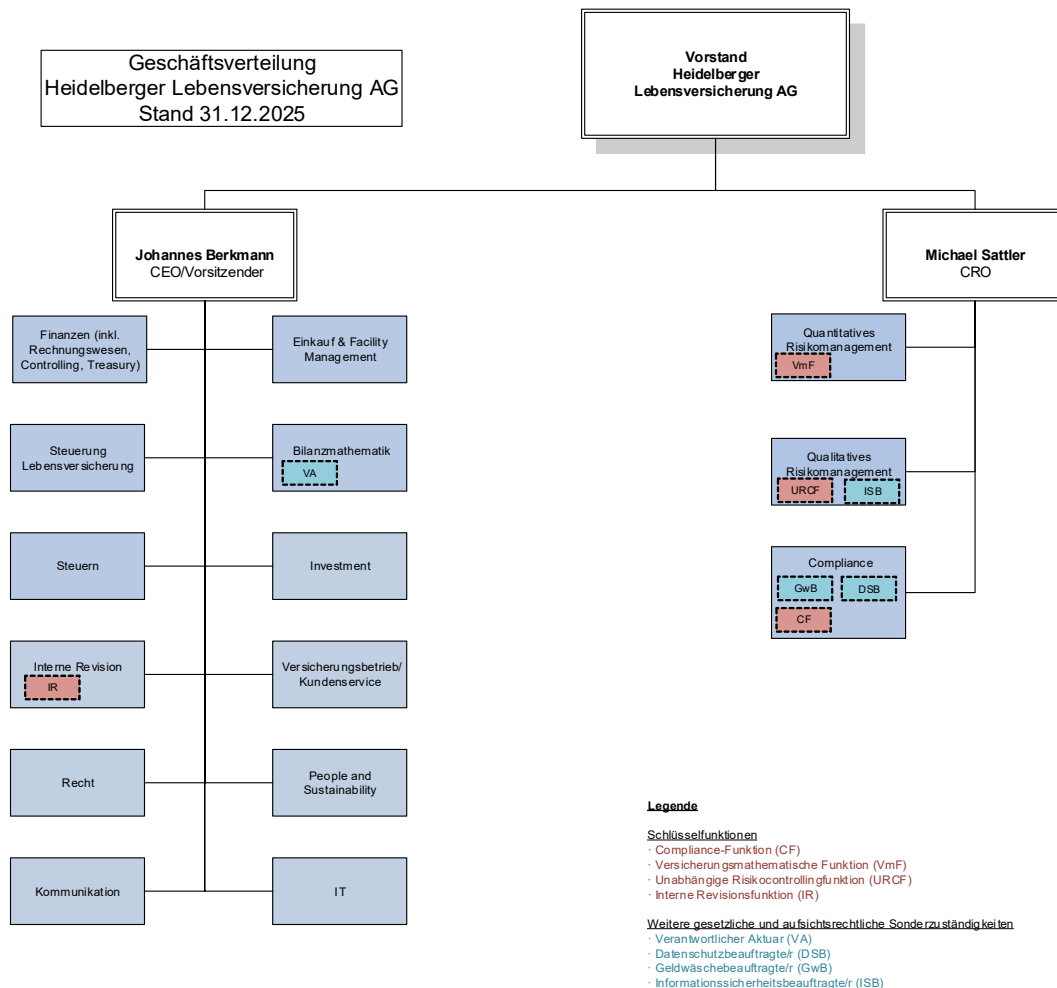 Geschäftsverteilung
Heidelberger Lebensversicherung AG
Stand 31.12.2025
Vorstand
Heidelberger
Lebensversicherung AG
Johannes Berkmann
CEO/Vorsitzender
Michael Sattler
CRO
Finanzen (inkl.
Rechnungswesen,
Controlling, Treasury)
Einkauf & Facility
Management
Quantitatives
Risikomanagement
VmF
Steuerung
Lebensversicherung
Bilanzmathematik
VA
Qualitatives
Risikomanagement
URCF
ISB
Steuern
Investment
Compliance
GwB
DSB
CF
Interne Revision
IR
Versicherungsbetrieb/
Kundenservice
Recht
People and
Sustainability
Kommunikation
IT
Legende
Schlüsselfunktionen
· Compliance-Funktion (CF)
· Versicherungsmathematische Funktion (VmF)
· Unabhängige Risikocontrollingfunktion (URCF)
· Interne Revisionsfunktion (IR)
Weitere gesetzliche und aufsichtsrechtliche Sonderzuständigkeiten
· Verantwortlicher Aktuar (VA)
· Datenschutzbeauftragte/r (DSB)
· Geldwäschebeauftragte/r (GwB)
· Informationssicherheitsbeauftragte/r (ISB)